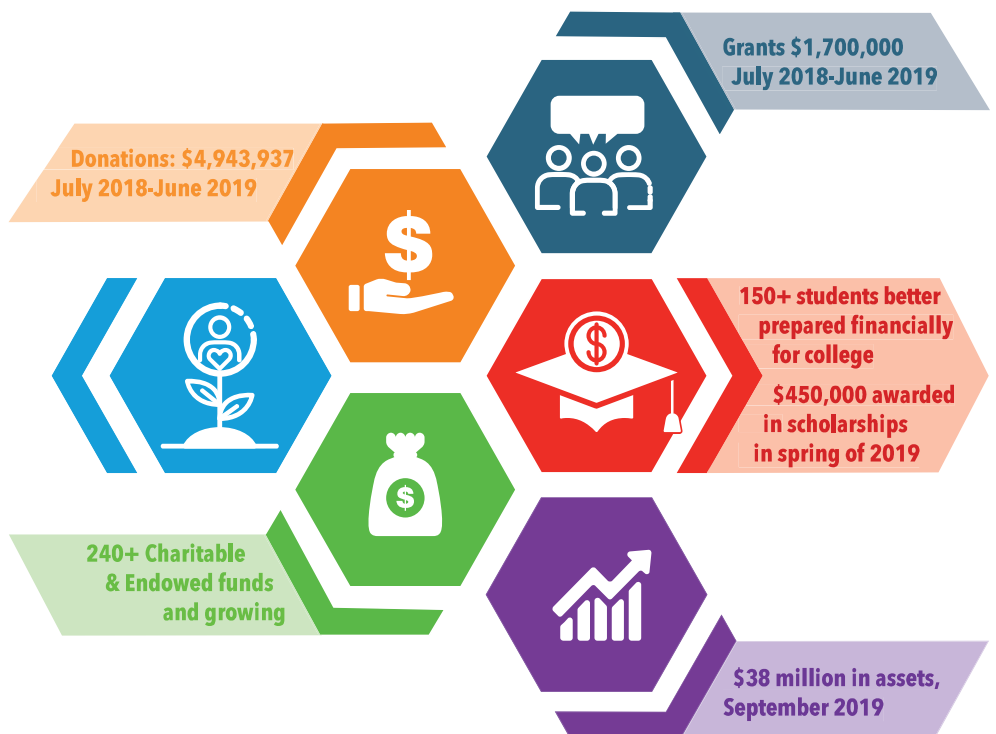 Grants $1,700,000
July 2018-June 2019
Donations: $4,943,937
July 2018-June 2019
$
$
150+ students better
prepared financially
for college
$450,000 awarded
in scholarships
in spring of 2019
$
240+ Charitable
& Endowed funds
and growing
$38 million in assets,
September 2019